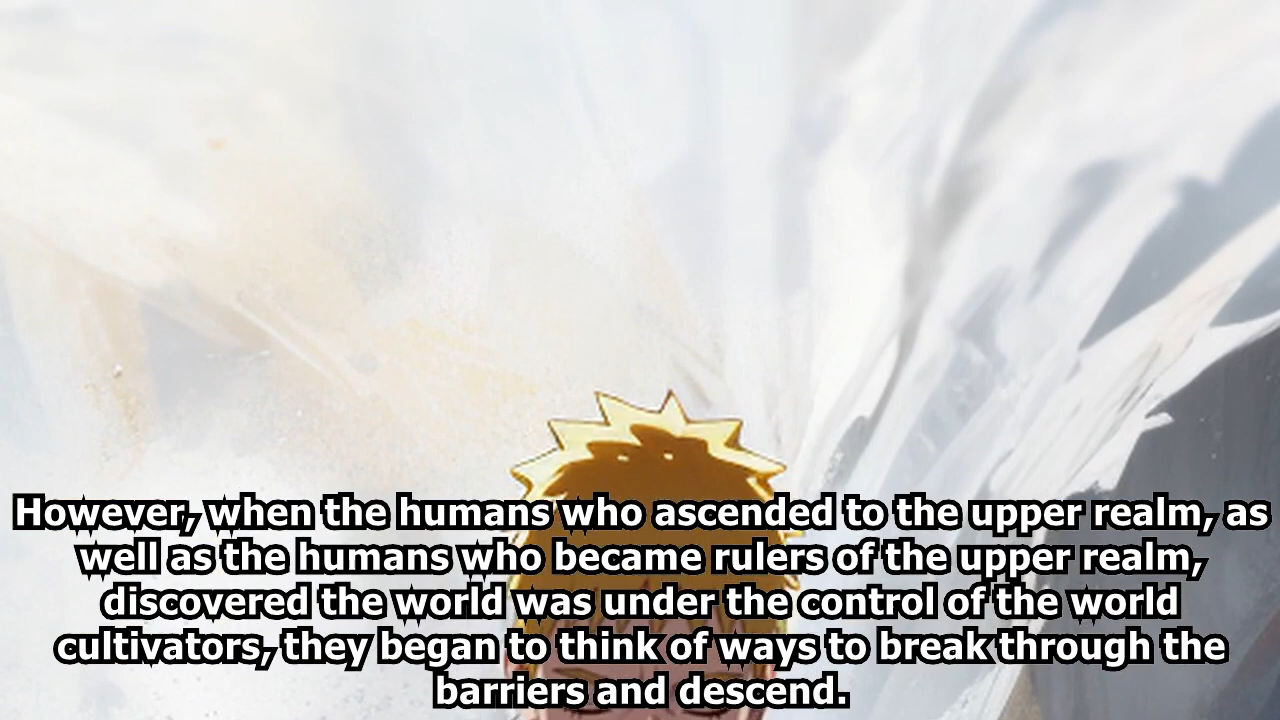 However, when the humans who ascended to the upper realm, as
well as the humans who became rulers of the upper realm,
discovered the world was under the control of the world
cultivators, they began to think of ways to break through the
barriers and descend.